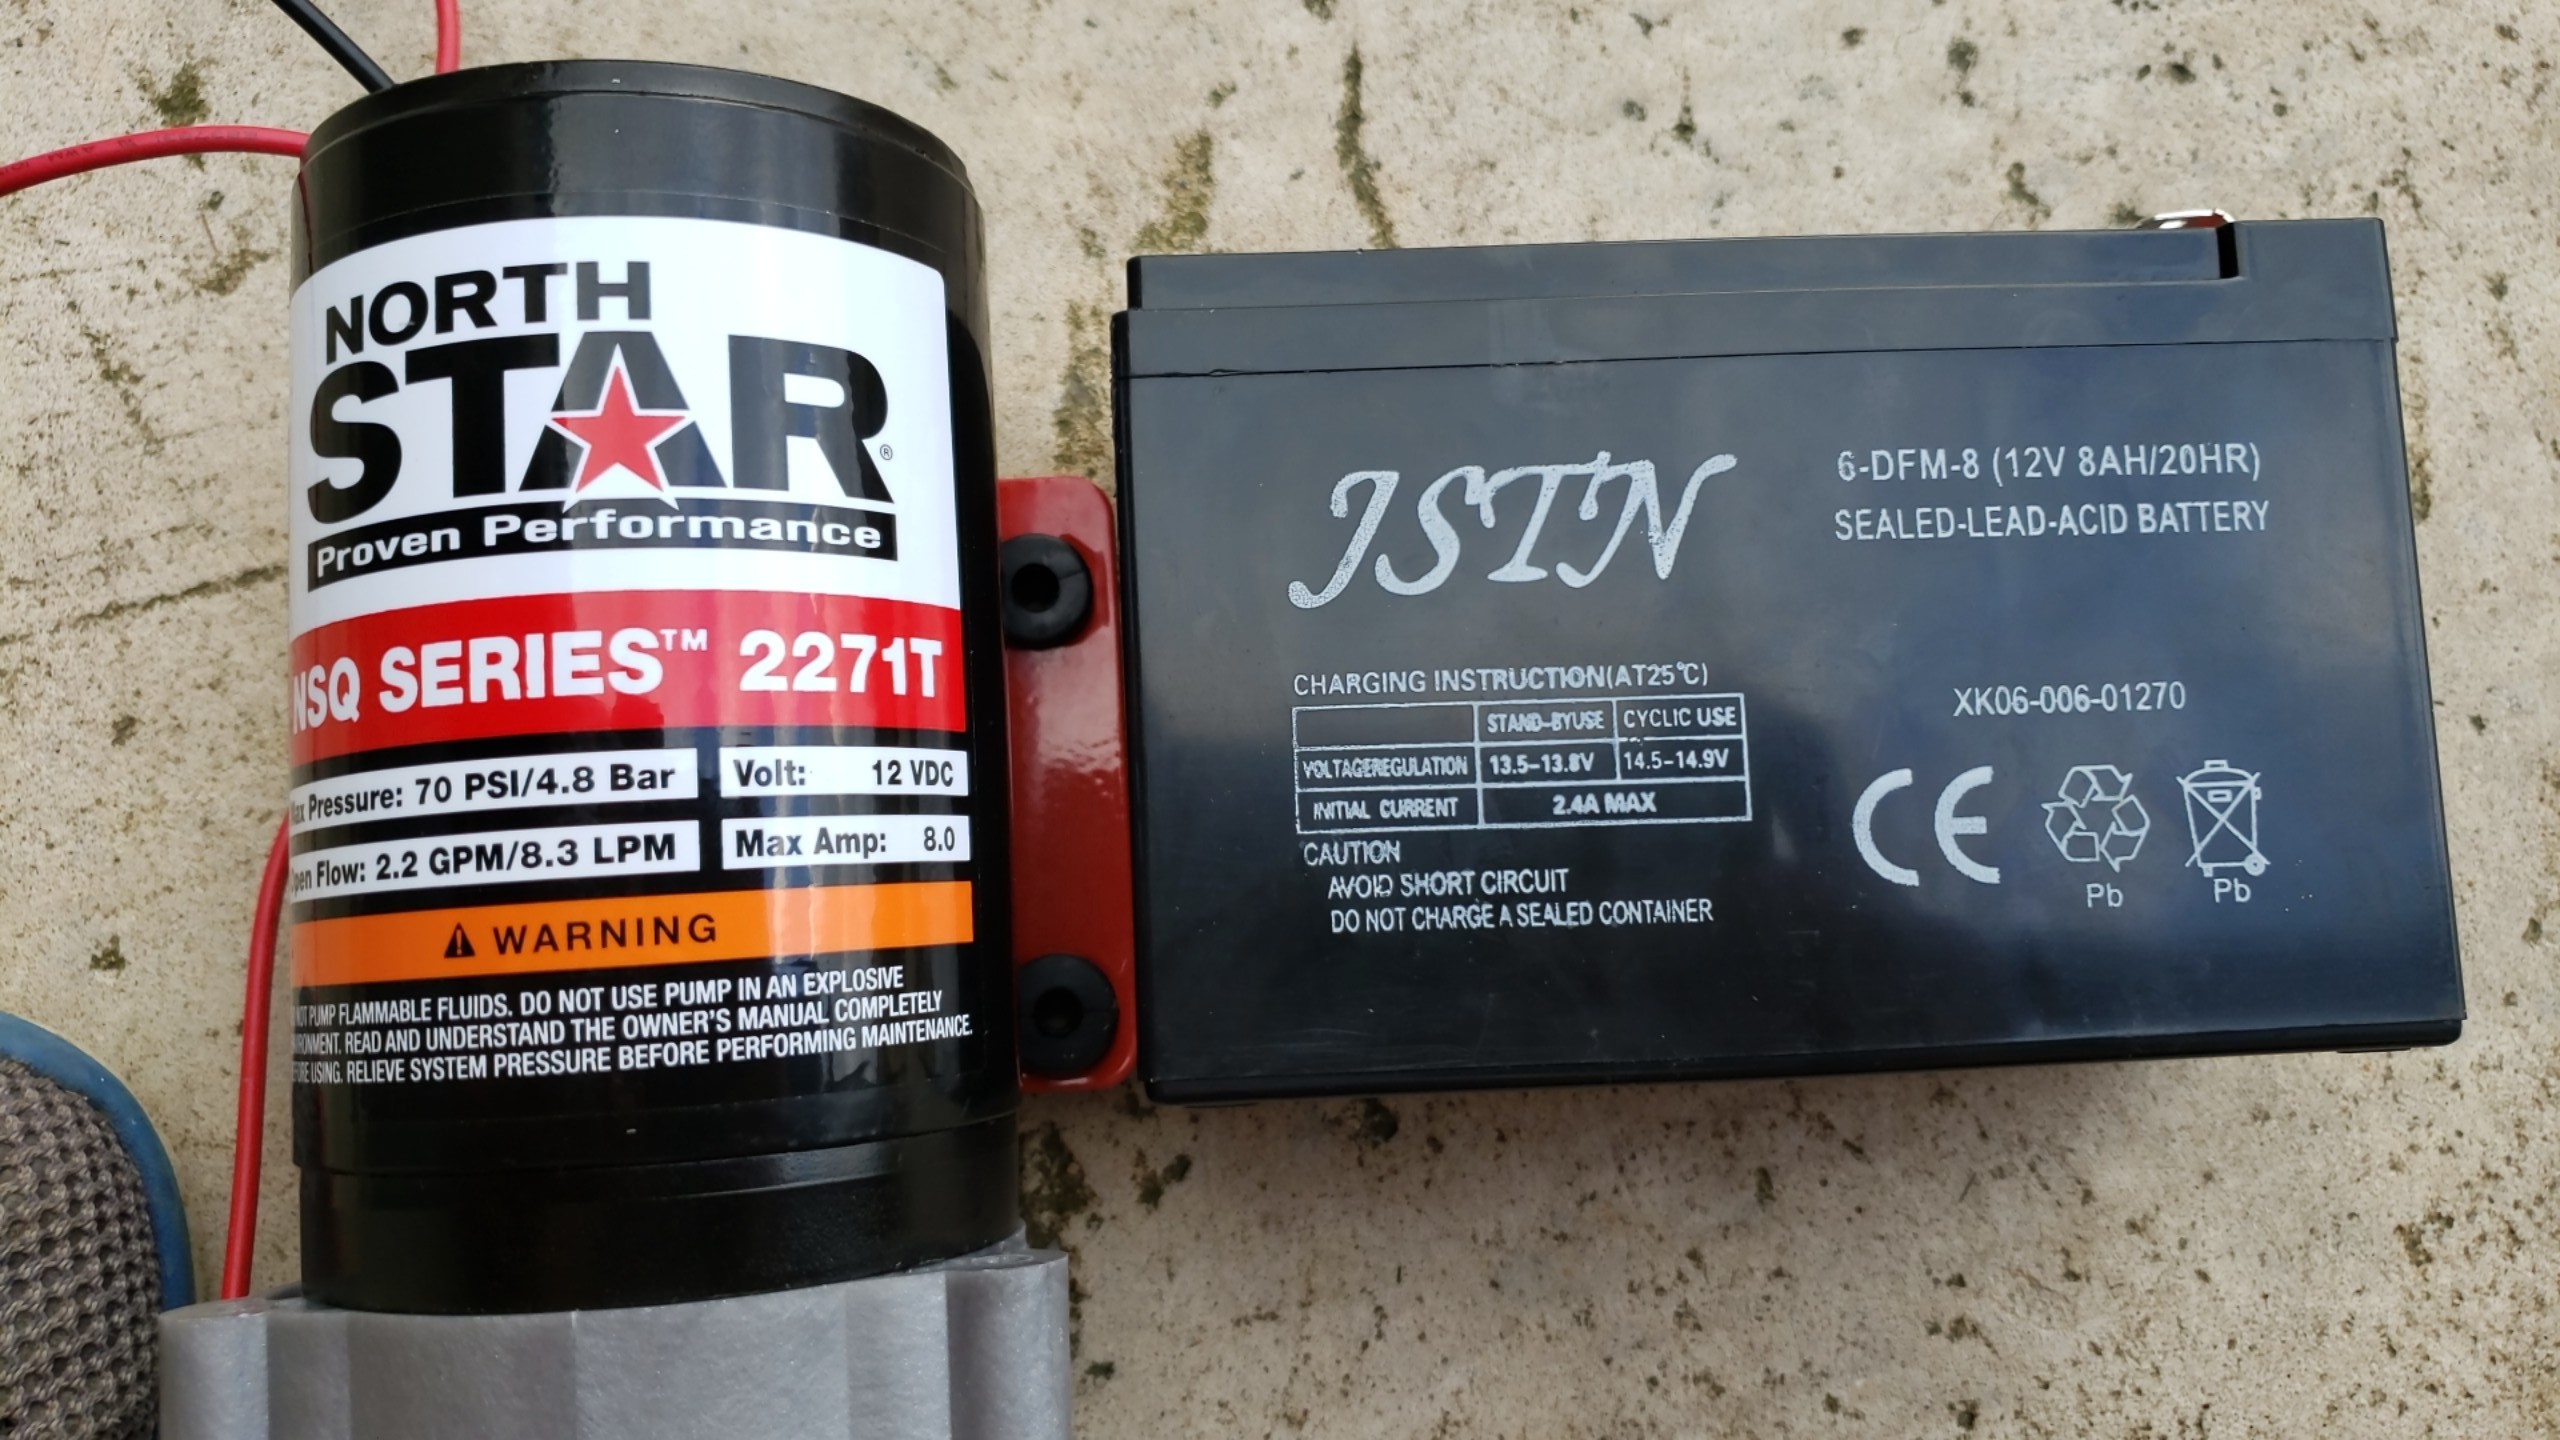 NORTH
STAR®
Proven Performance
NSQ SERIES™ 2271T
Pressure: 70 PSI/4.8 Bar
Volt: 12 VDC
Flow: 2.2 GPM/8.3 LPM
Max Amp: 8.0
WARNING
PUMP FLAMMABLE FLUIDS. DO NOT USE PUMP IN AN EXPLOSIVE
READ AND UNDERSTAND THE OWNER'S MANUAL COMPLETELY
USING. RELIEVE SYSTEM PRESSURE BEFORE PERFORMING MAINTENANCE.
JSTN
6-DFM-8 (12V 8AH/20HR)
SEALED-LEAD-ACID BATTERY
CHARGING INSTRUCTION(AT25℃)
STAND-BYUSE CYCLIC USE
VOLTAGEREGULATION 13.5-13.8V 14.5-14.9V
INITIAL CURRENT 2.4A MAX
CAUTION
AVOID SHORT CIRCUIT
DO NOT CHARGE A SEALED CONTAINER
XK06-006-01270
CE
Pb
Pb